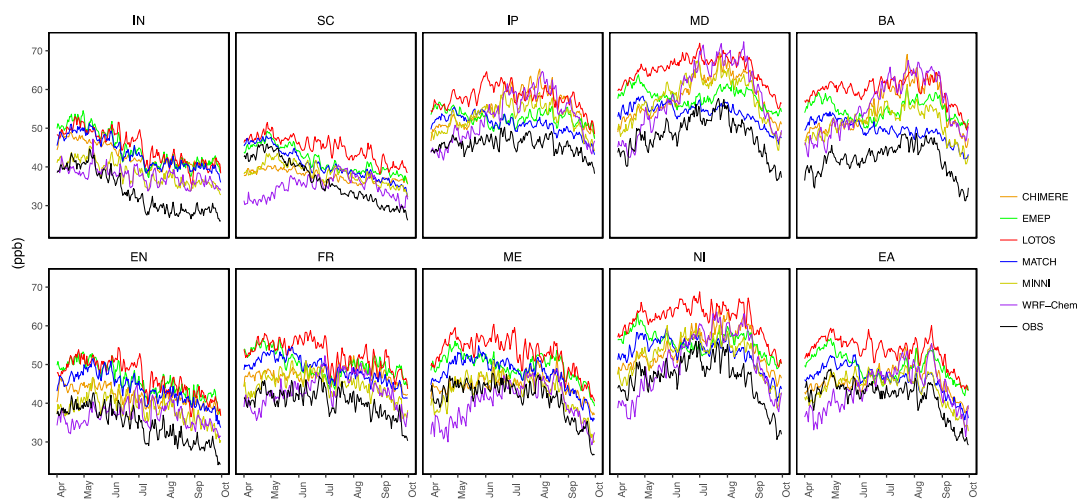 IN SC IP MD BA
70
60
50
40
30
(ppb)
EN FR ME NI EA
70
60
50
40
30
Apr May Jun Jul Aug Sep Oct Apr May Jun Jul Aug Sep Oct Apr May Jun Jul Aug Sep Oct Apr May Jun Jul Aug Sep Oct Apr May Jun Jul Aug Sep Oct
CHIMERE
EMEP
LOTOS
MATCH
MINNI
WRF-Chem
OBS